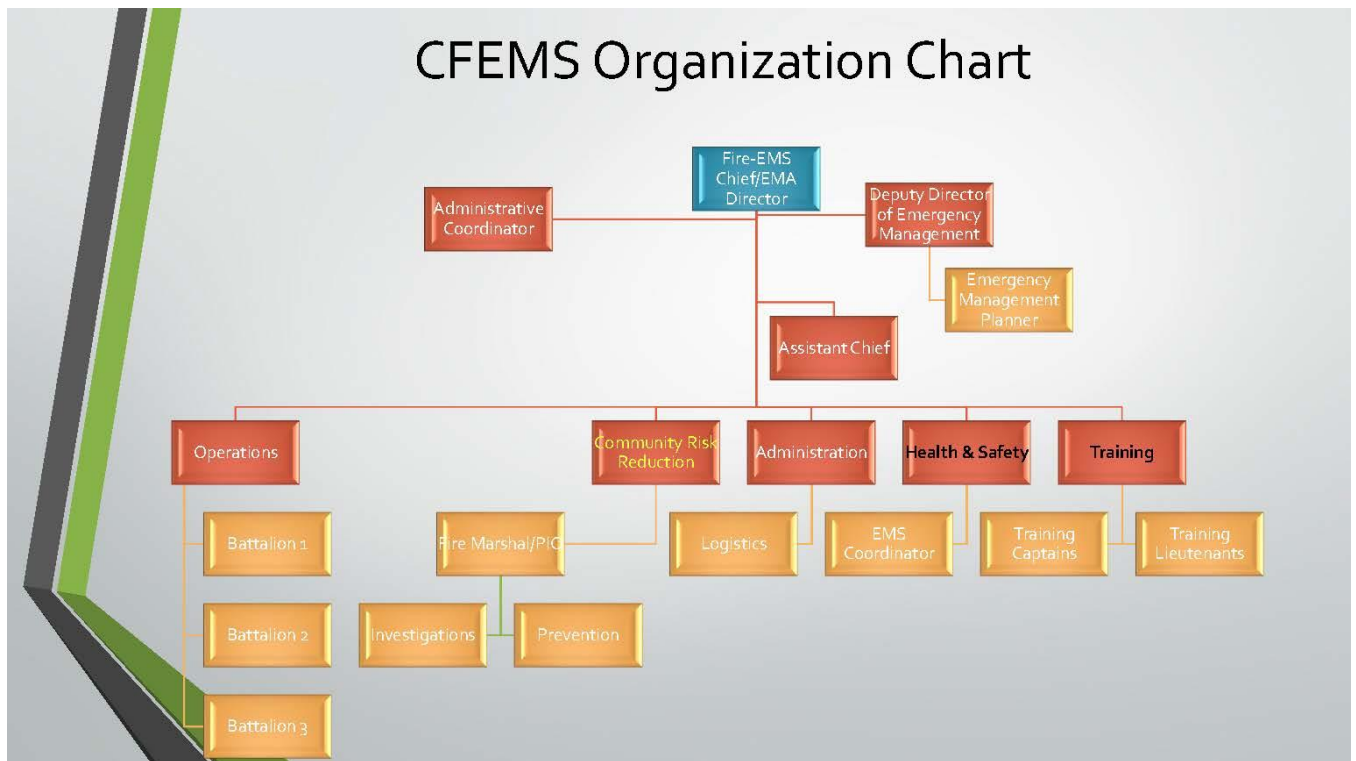 CFEMS Organization Chart
Fire-EMS
Chief/EMA
Director
Administrative
Coordinator
Deputy Director
of Emergency
Management
Emergency
Management
Planner
Assistant Chief
Operations
Community Risk
Reduction
Administration
Health & Safety
Training
Battalion 1
Fire Marshal/PIO
Logistics
EMS
Coordinator
Training
Captains
Training
Lieutenants
Battalion 2
Investigations
Prevention
Battalion 3